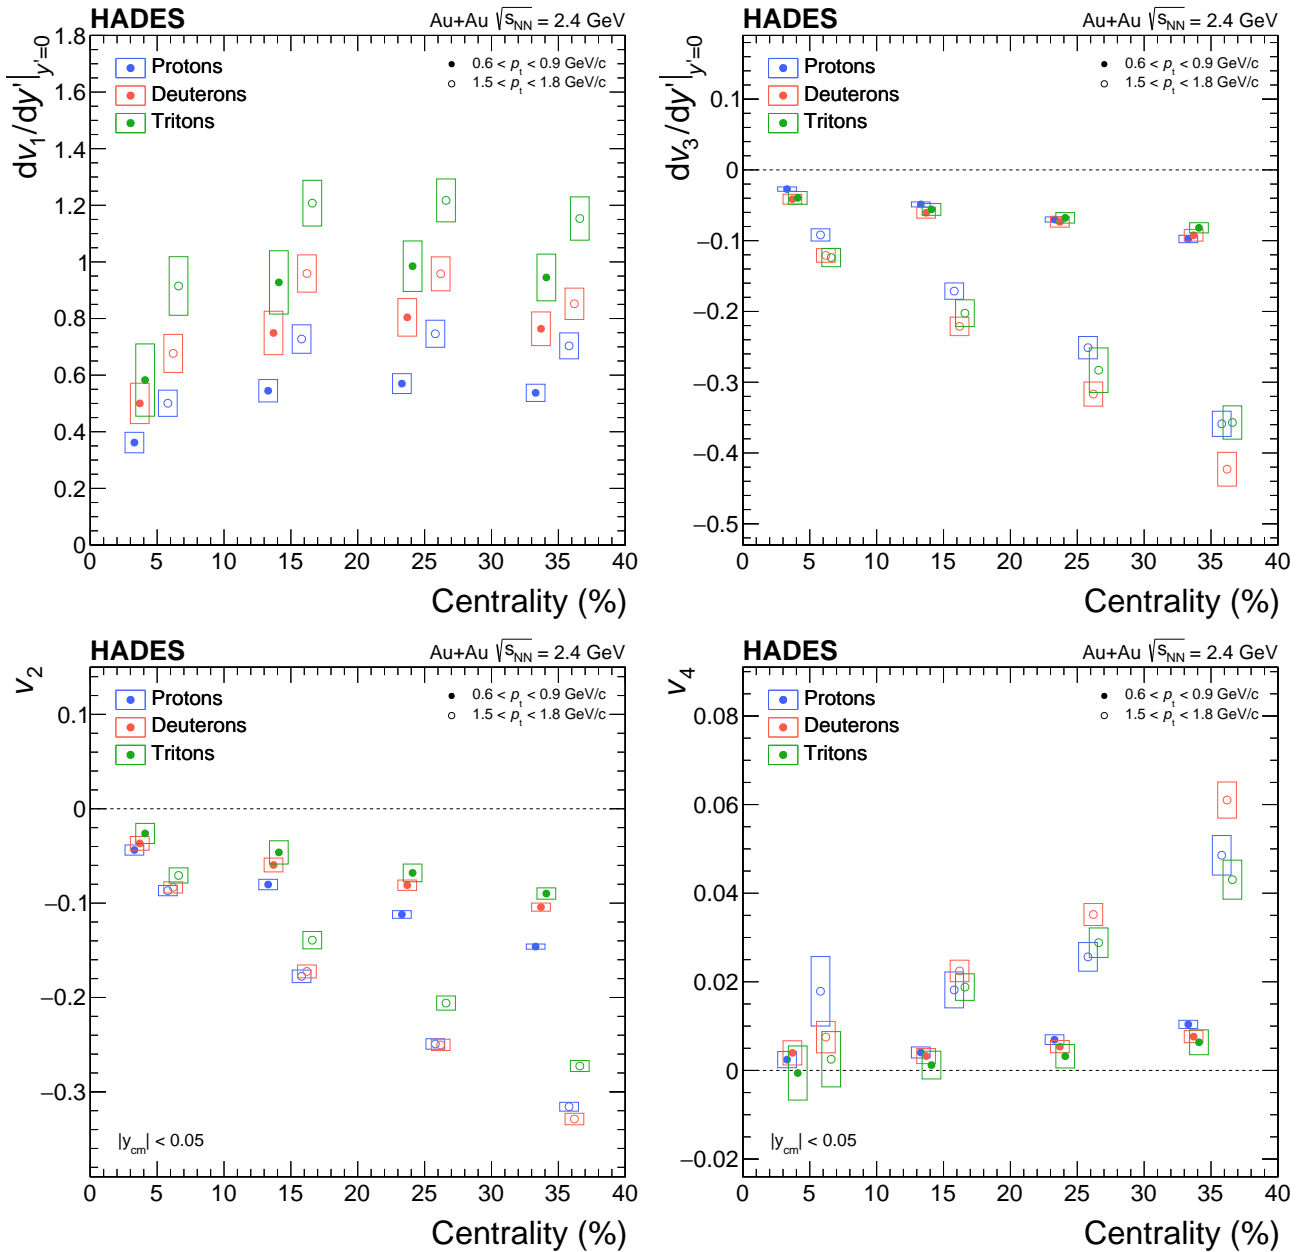 HADES Au+Au √sNN = 2.4 GeV
dv1/dy'|y'=0
Protons
Deuterons
Tritons
0.6 < pt < 0.9 GeV/c
1.5 < pt < 1.8 GeV/c
1.8
1.6
1.4
1.2
1
0.8
0.6
0.4
0.2
0
0 5 10 15 20 25 30 35 40
Centrality (%)
HADES Au+Au √sNN = 2.4 GeV
dv3/dy'|y'=0
Protons
Deuterons
Tritons
0.6 < pt < 0.9 GeV/c
1.5 < pt < 1.8 GeV/c
0.1
0
−0.1
−0.2
−0.3
−0.4
−0.5
0 5 10 15 20 25 30 35 40
Centrality (%)
HADES Au+Au √sNN = 2.4 GeV
v2
Protons
Deuterons
Tritons
0.6 < pt < 0.9 GeV/c
1.5 < pt < 1.8 GeV/c
0.1
0
−0.1
−0.2
−0.3
|ycm| < 0.05
0 5 10 15 20 25 30 35 40
Centrality (%)
HADES Au+Au √sNN = 2.4 GeV
v4
Protons
Deuterons
Tritons
0.6 < pt < 0.9 GeV/c
1.5 < pt < 1.8 GeV/c
0.08
0.06
0.04
0.02
0
−0.02
|ycm| < 0.05
0 5 10 15 20 25 30 35 40
Centrality (%)